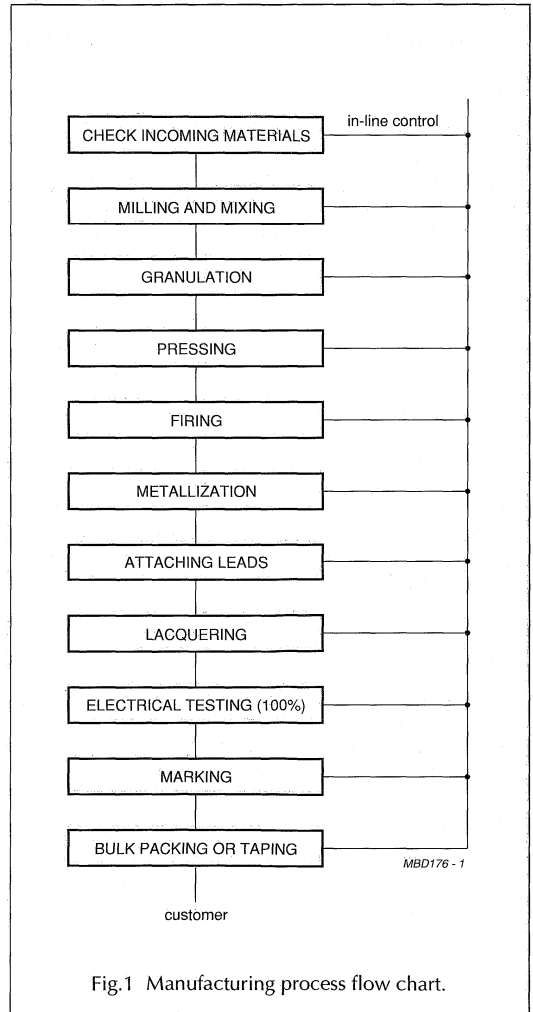 in-line control
CHECK INCOMING MATERIALS
MILLING AND MIXING
GRANULATION
PRESSING
FIRING
METALLIZATION
ATTACHING LEADS
LACQUERING
ELECTRICAL TESTING (100%)
MARKING
BULK PACKING OR TAPING
MBD176 - 1
customer
Fig.1 Manufacturing process flow chart.